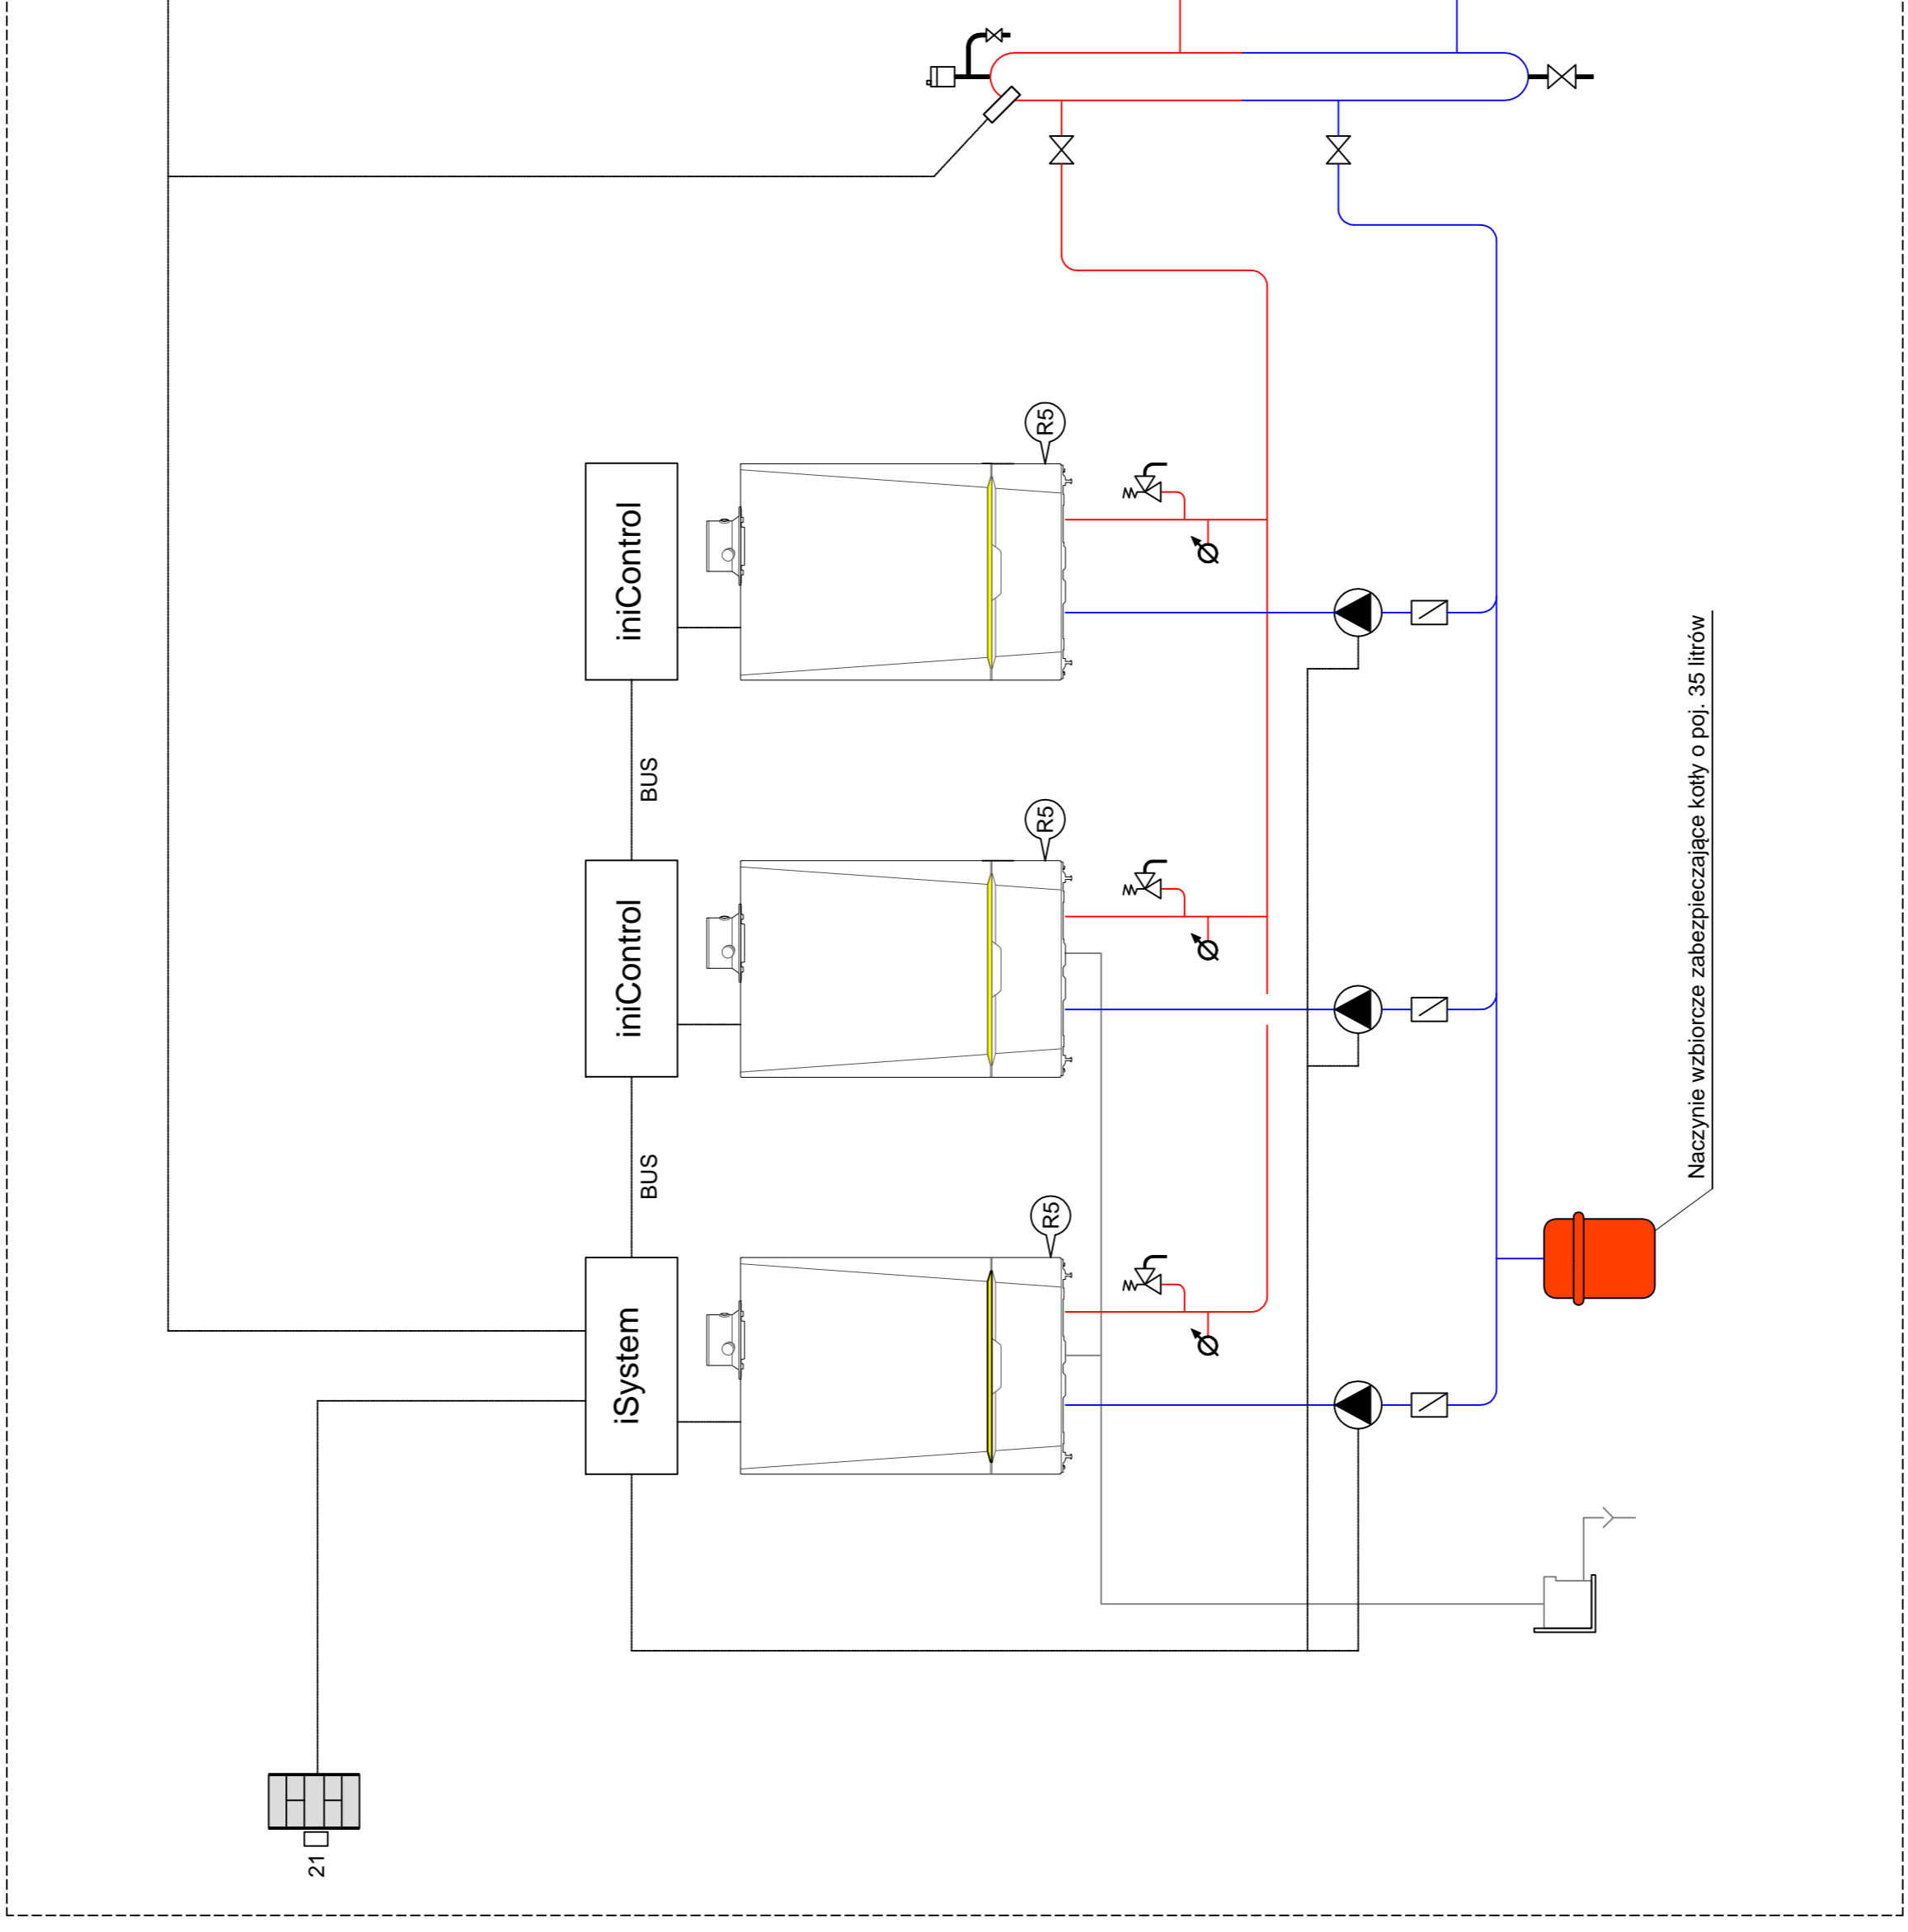 21
iSystem
BUS
iniControl
BUS
iniControl
R5
R5
R5
Naczynie wzbiorcze zabezpieczające kotły o poj. 35 litrów